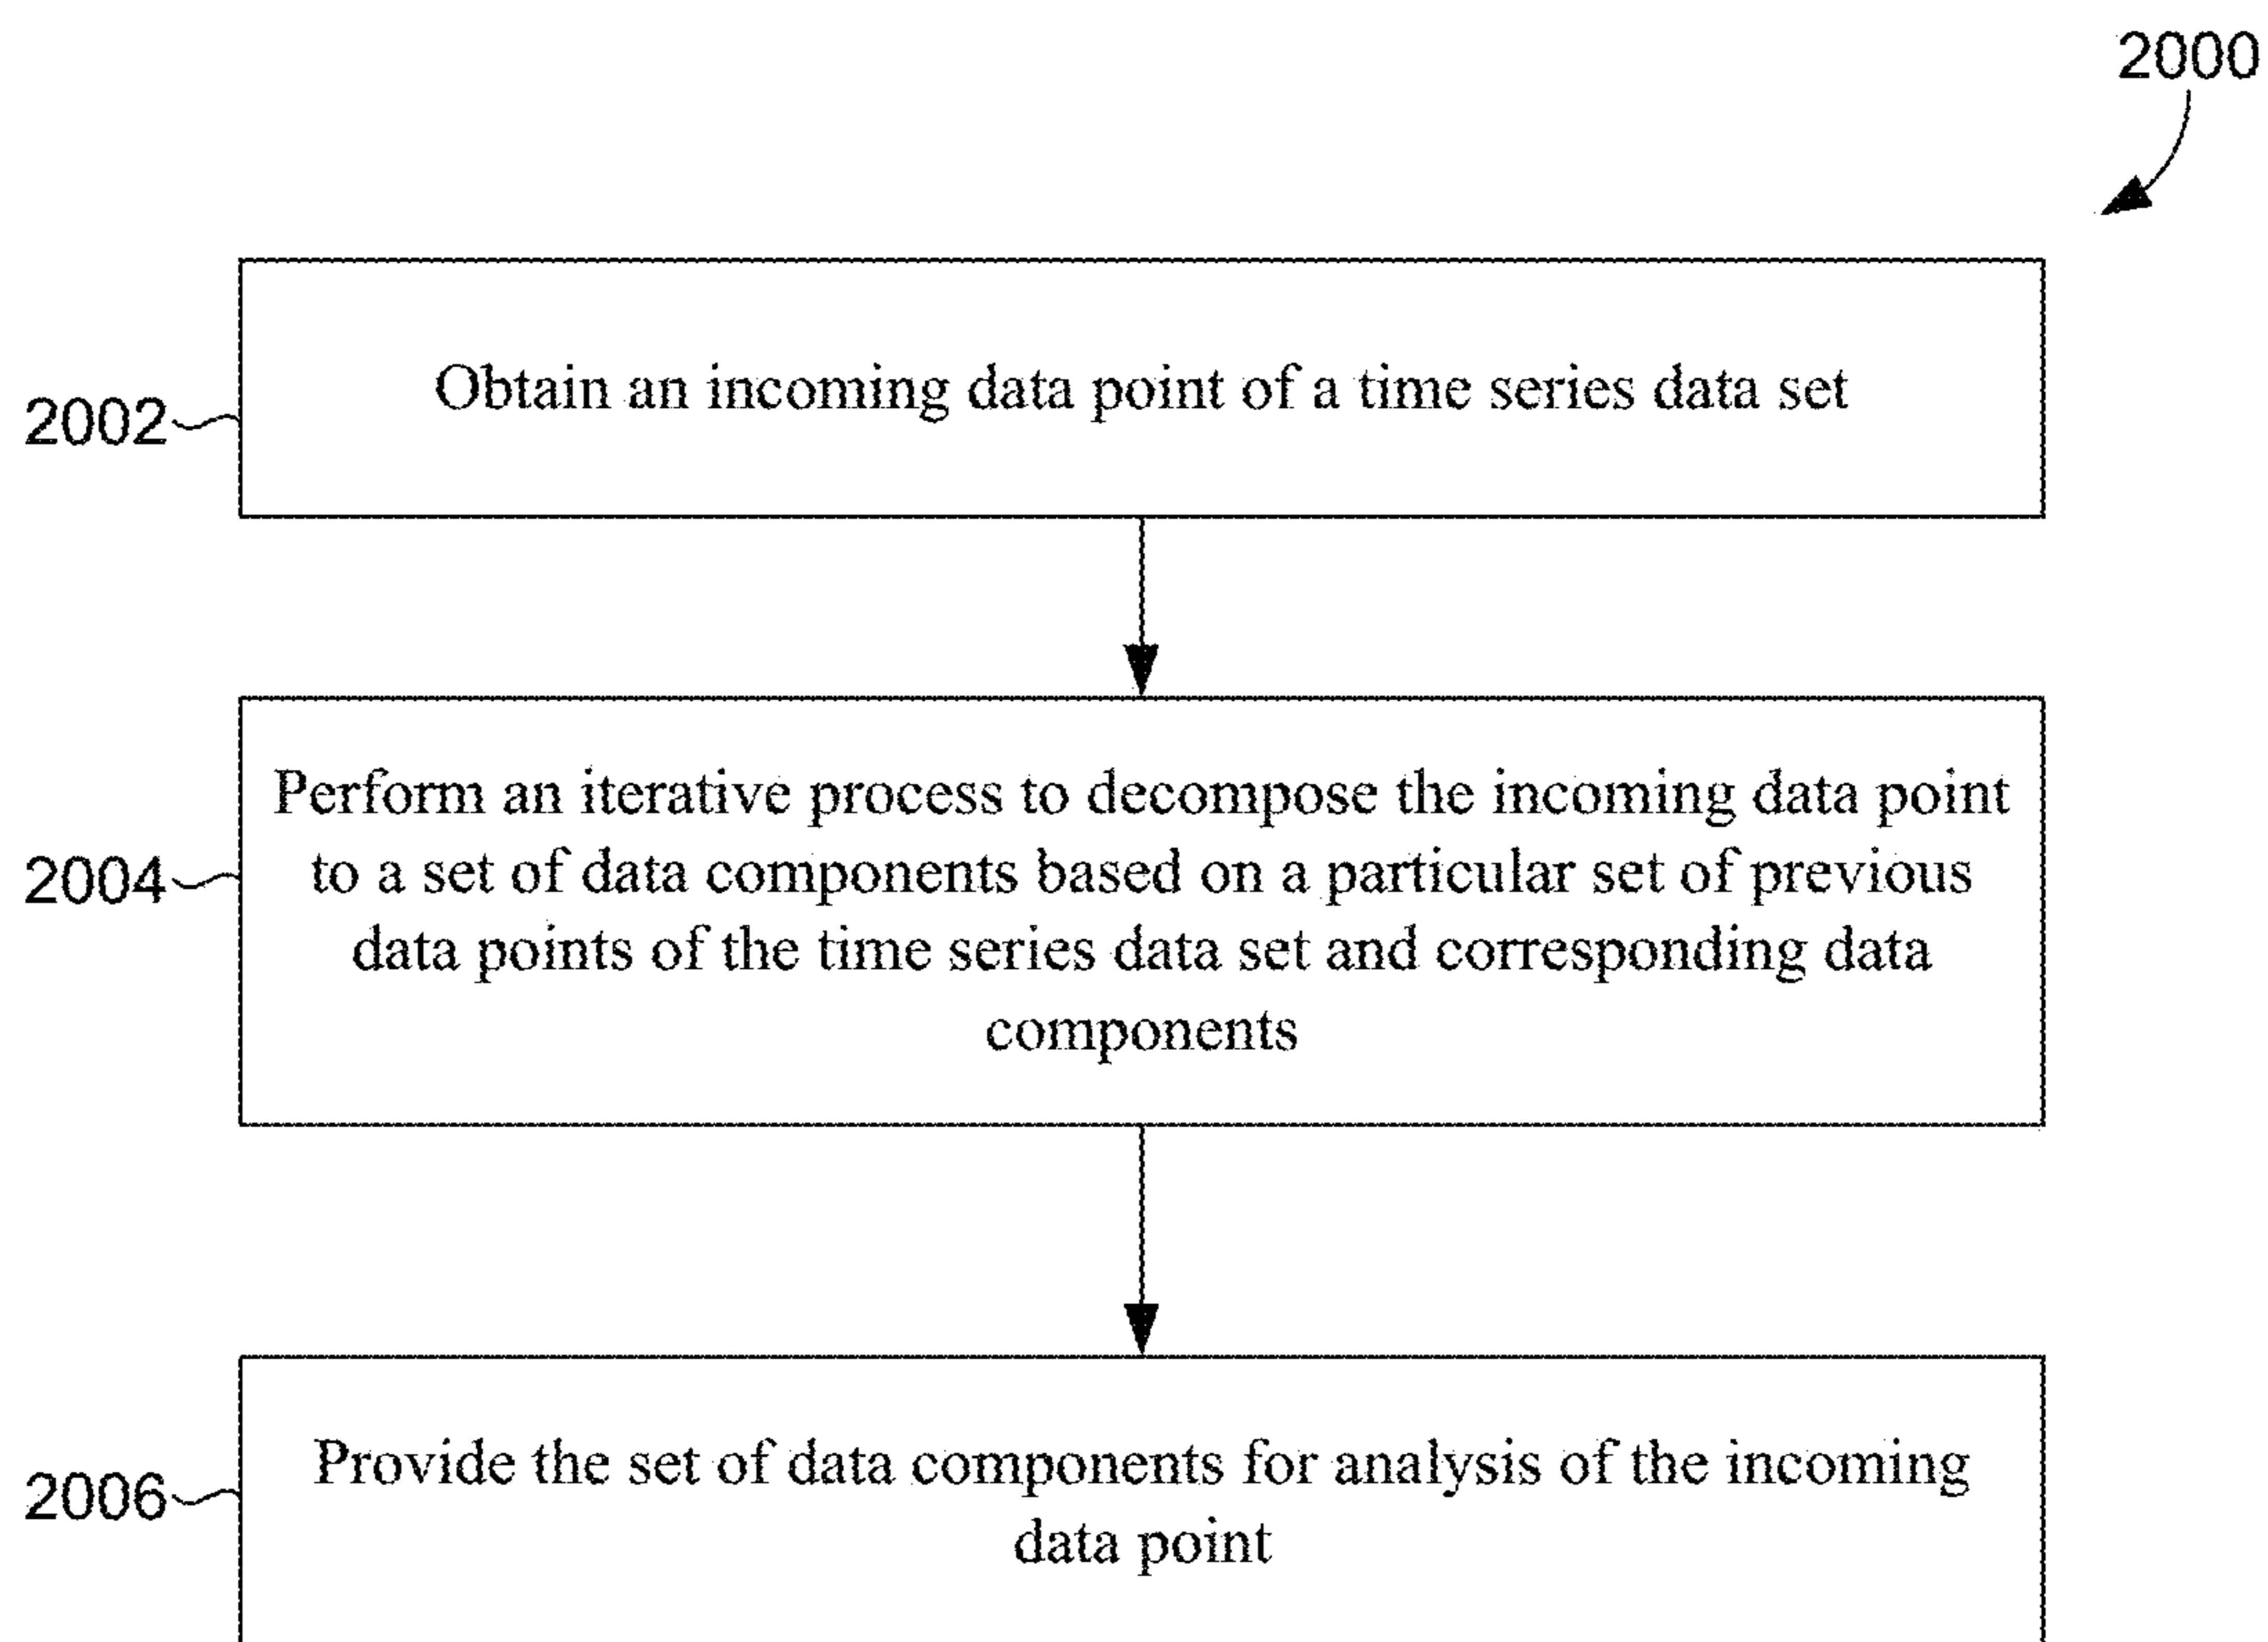 2000
2002
Obtain an incoming data point of a time series data set
2004
Perform an iterative process to decompose the incoming data point
to a set of data components based on a particular set of previous
data points of the time series data set and corresponding data
components
2006
Provide the set of data components for analysis of the incoming
data point